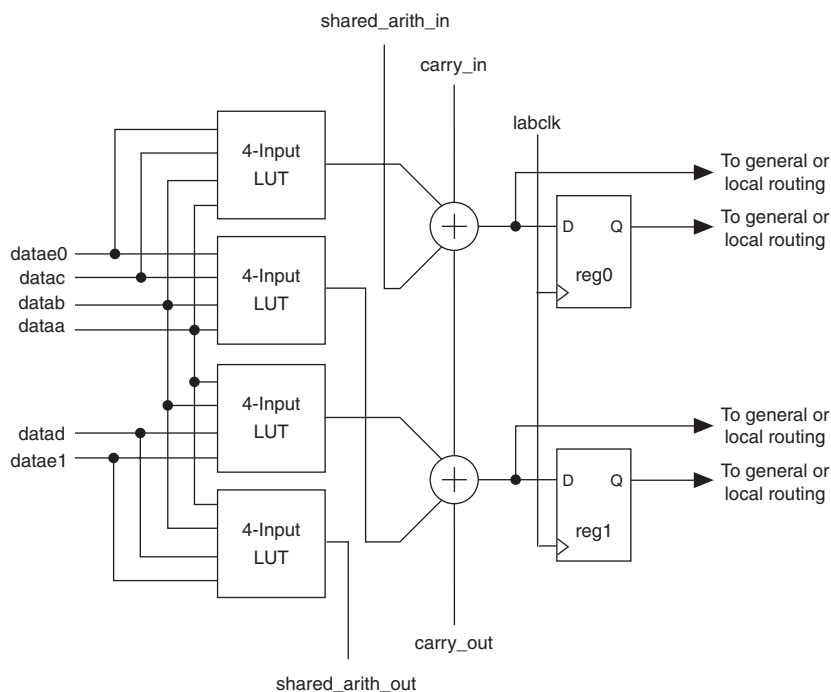 shared_arith_in
carry_in
labclk
4-Input
LUT
To general or
local routing
D Q
reg0
To general or
local routing
datae0
datac
datab
dataa
4-Input
LUT
4-Input
LUT
datad
datae1
To general or
local routing
D Q
reg1
To general or
local routing
4-Input
LUT
carry_out
shared_arith_out